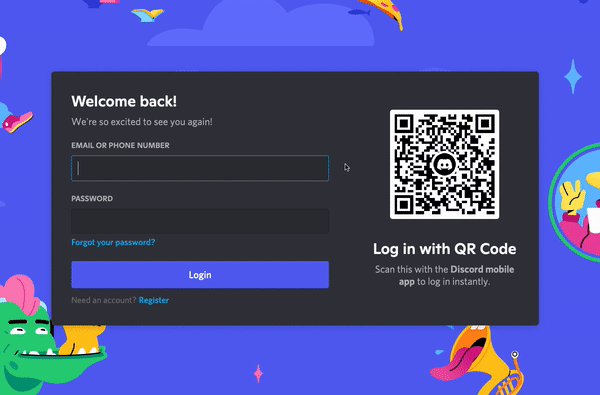 Welcome back!
We're so excited to see you again!
EMAIL OR PHONE NUMBER
PASSWORD
Forgot your password?
Login
Need an account? Register
Log in with QR Code
Scan this with the Discord mobile
app to log in instantly.